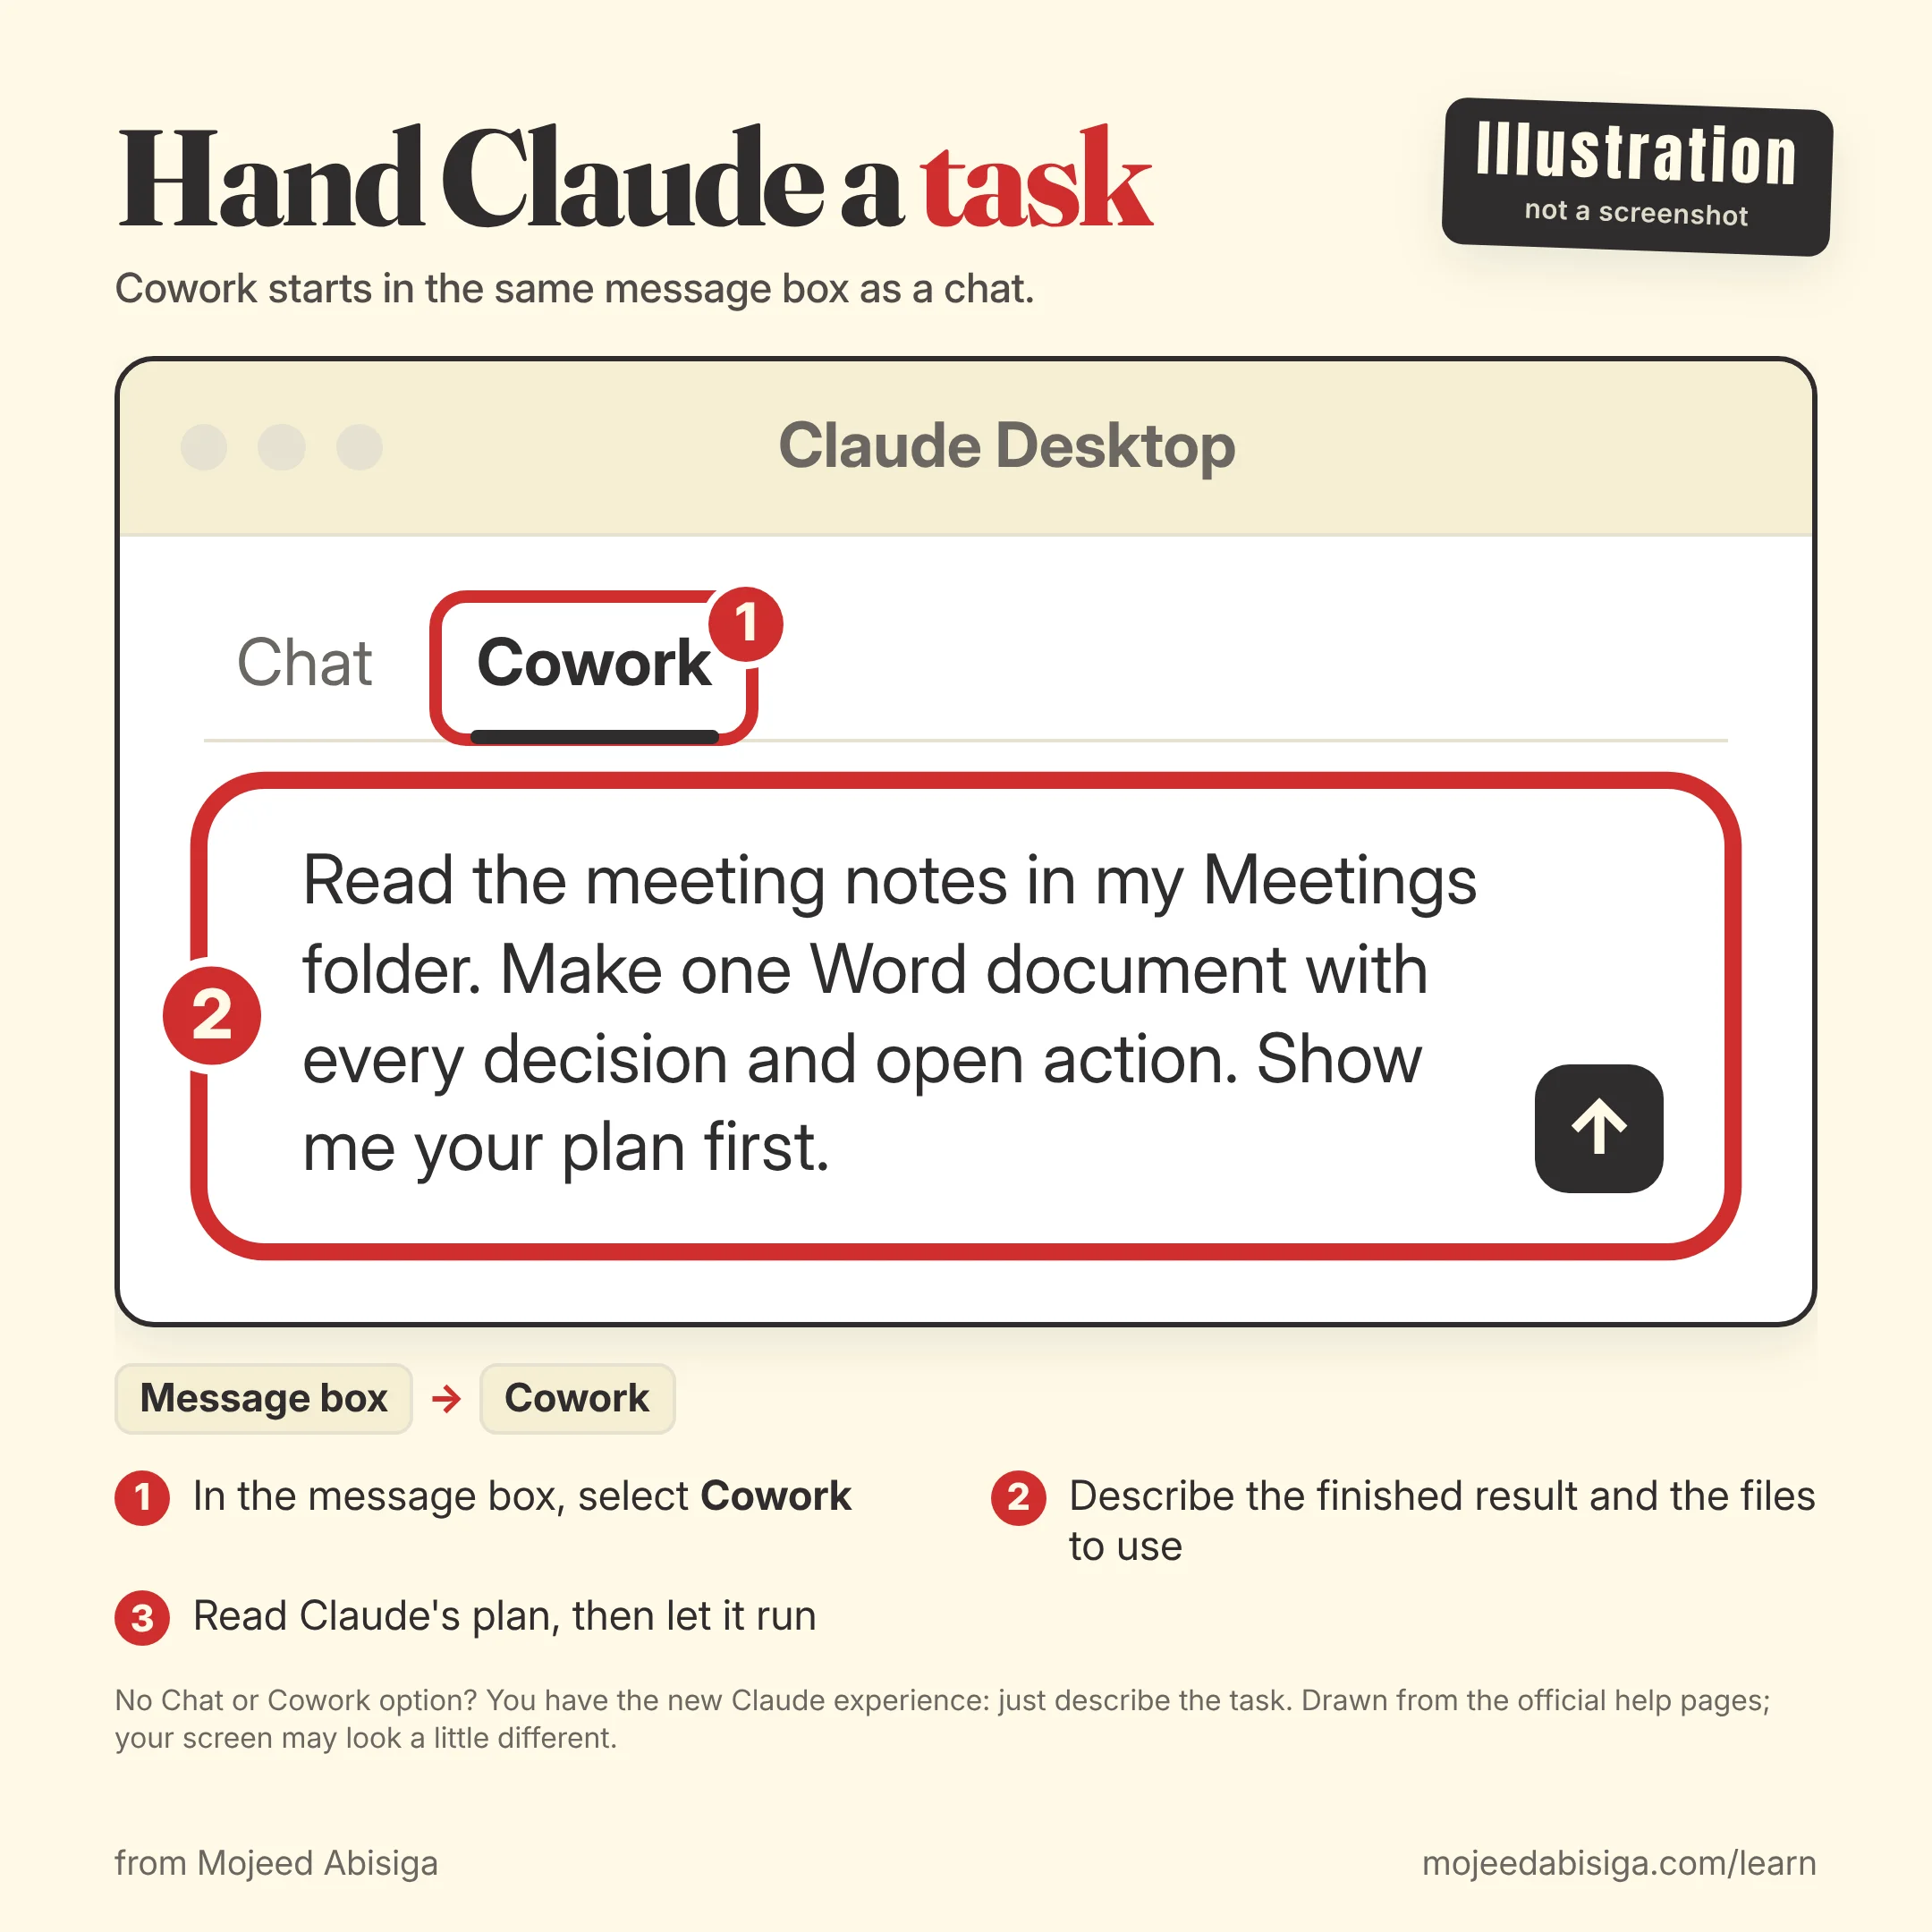 Hand Claude a task
Illustration
not a screenshot
Cowork starts in the same message box as a chat.
Claude Desktop
Chat
Cowork
1
2
Read the meeting notes in my Meetings
folder. Make one Word document with
every decision and open action. Show
me your plan first.
Message box → Cowork
1 In the message box, select Cowork
2 Describe the finished result and the files
to use
3 Read Claude's plan, then let it run
No Chat or Cowork option? You have the new Claude experience: just describe the task. Drawn from the official help pages;
your screen may look a little different.
from Mojeed Abisiga
mojeedabisiga.com/learn